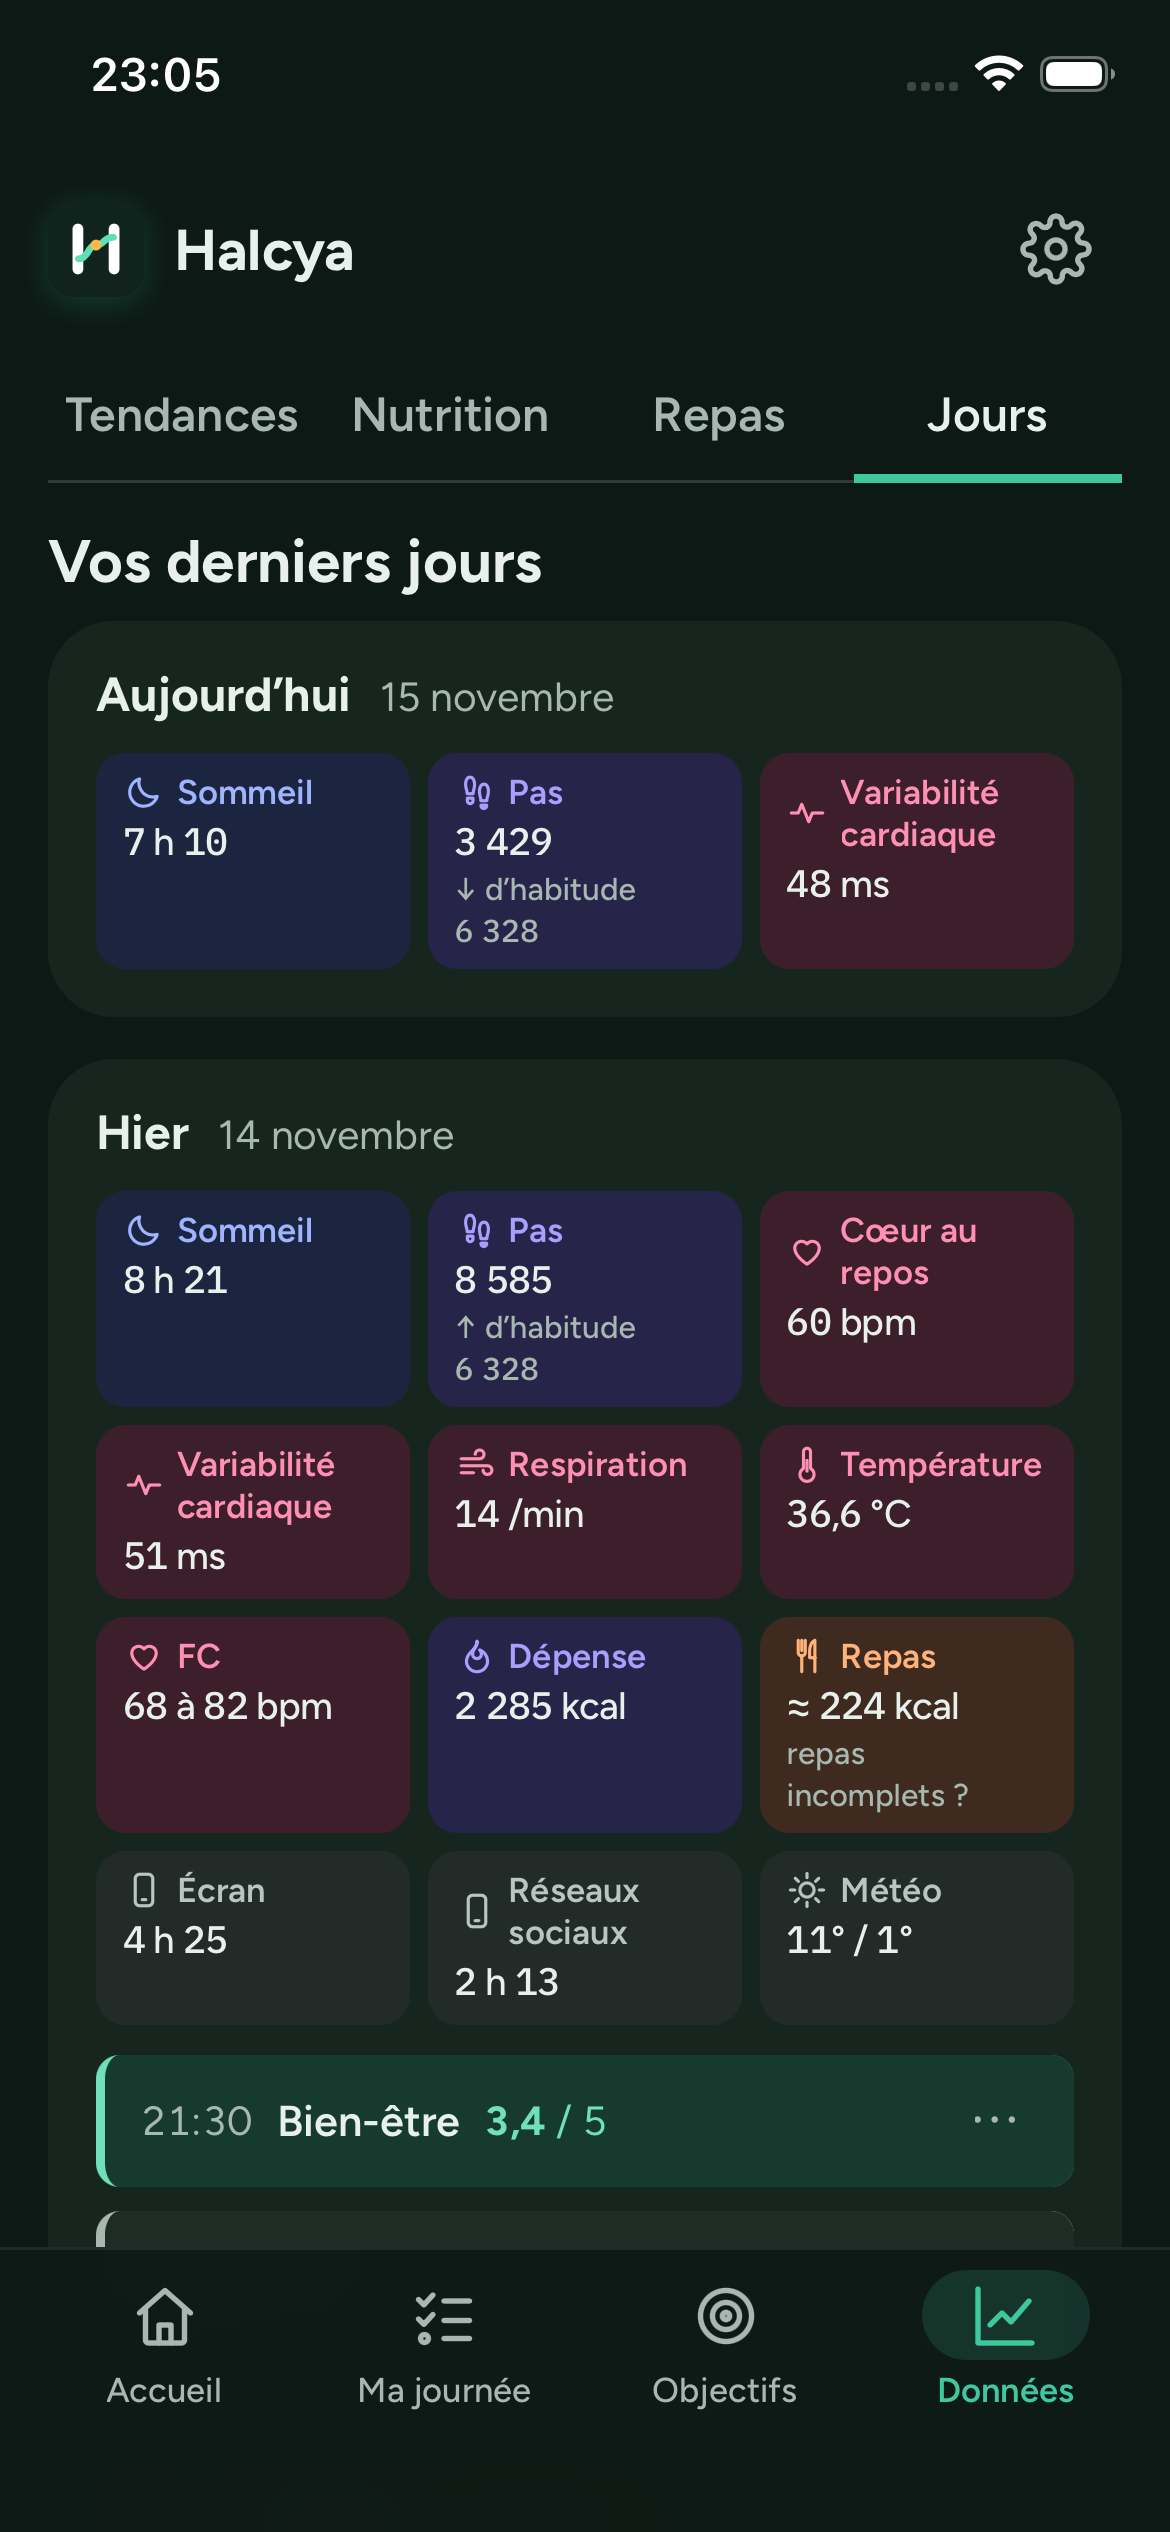 23:05
Halcya
Tendances Nutrition Repas Jours
Vos derniers jours
Aujourd’hui 15 novembre
Sommeil
7 h 10
Pas
3 429
↓ d’habitude
6 328
Variabilité
cardiaque
48 ms
Hier 14 novembre
Sommeil
8 h 21
Pas
8 585
↑ d’habitude
6 328
Cœur au
repos
60 bpm
Variabilité
cardiaque
51 ms
Respiration
14 /min
Température
36,6 °C
FC
68 à 82 bpm
Dépense
2 285 kcal
Repas
≈ 224 kcal
repas
incomplets ?
Écran
4 h 25
Réseaux
sociaux
2 h 13
Météo
11° / 1°
21:30 Bien-être 3,4 / 5 ...
Accueil Ma journée Objectifs Données